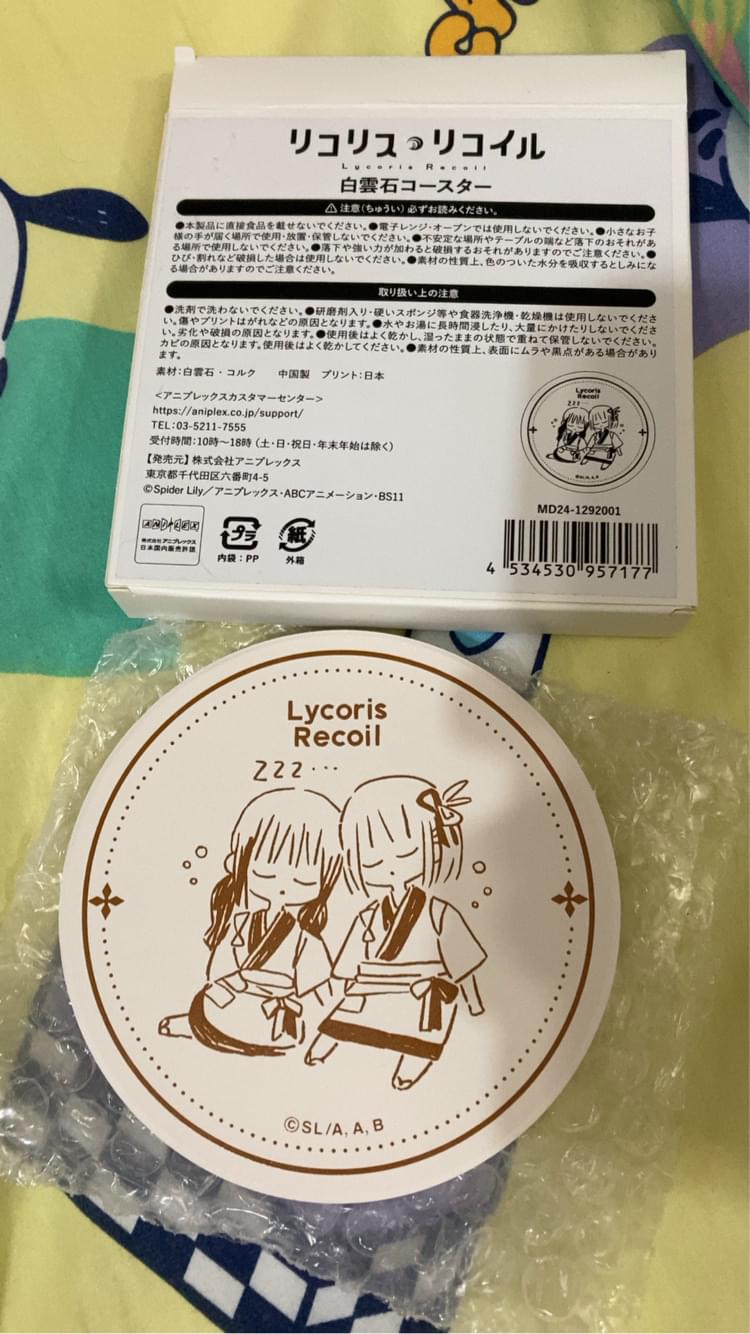 リコリス リコイル
Lycoris Recoil
白雲石コースター
⚠注意(ちゅうい)必ずお読みください。
●本製品に直接食品を載せないでください。●電子レンジ・オーブンでは使用しないでください。●小さなお子
様の手が届く場所で使用・放置・保管しないでください。●不安定な場所やテーブルの端など落下のおそれがあ
る場所で使用しないでください。●落下や強い力が加わると破損するおそれがありますのでご注意ください。●
ひび・割れなど破損した場合は使用しないでください。●素材の性質上、色のついた水分を吸収するとしみにな
る場合がありますのでご注意ください。
取り扱い上の注意
●洗剤で洗わないでください。●研磨剤入り・硬いスポンジ等や食器洗浄機・乾燥機は使用しないでくださ
い。傷やプリントはがれなどの原因となります。●水やお湯に長時間浸したり、大量にかけたりしないでくださ
い。劣化や破損の原因となります。●使用後はよく乾かし、湿ったままの状態で重ねて保管しないでください。
カビの原因となります。使用後はよく乾かしてください。●素材の性質上、表面にムラや黒点がある場合があり
ます。
素材:白雲石・コルク 中国製 プリント:日本
<アニプレックスカスタマーセンター>
https://aniplex.co.jp/support/
TEL:03-5211-7555
受付時間:10時〜18時(土・日・祝日・年末年始は除く)
【発売元】株式会社アニプレックス
東京都千代田区六番町4-5
©Spider Lily/アニプレックス・ABCアニメーション・BS11
Lycoris
Recoil
zzz...
©SL/A,A,B
MD24-1292001
4 534530 957177
ANIPLEX
株式会社アニプレックス
日本国内販売許諾
プラ
内袋:PP
紙
外箱
Lycoris
Recoil
zzz...
©SL/A,A,B